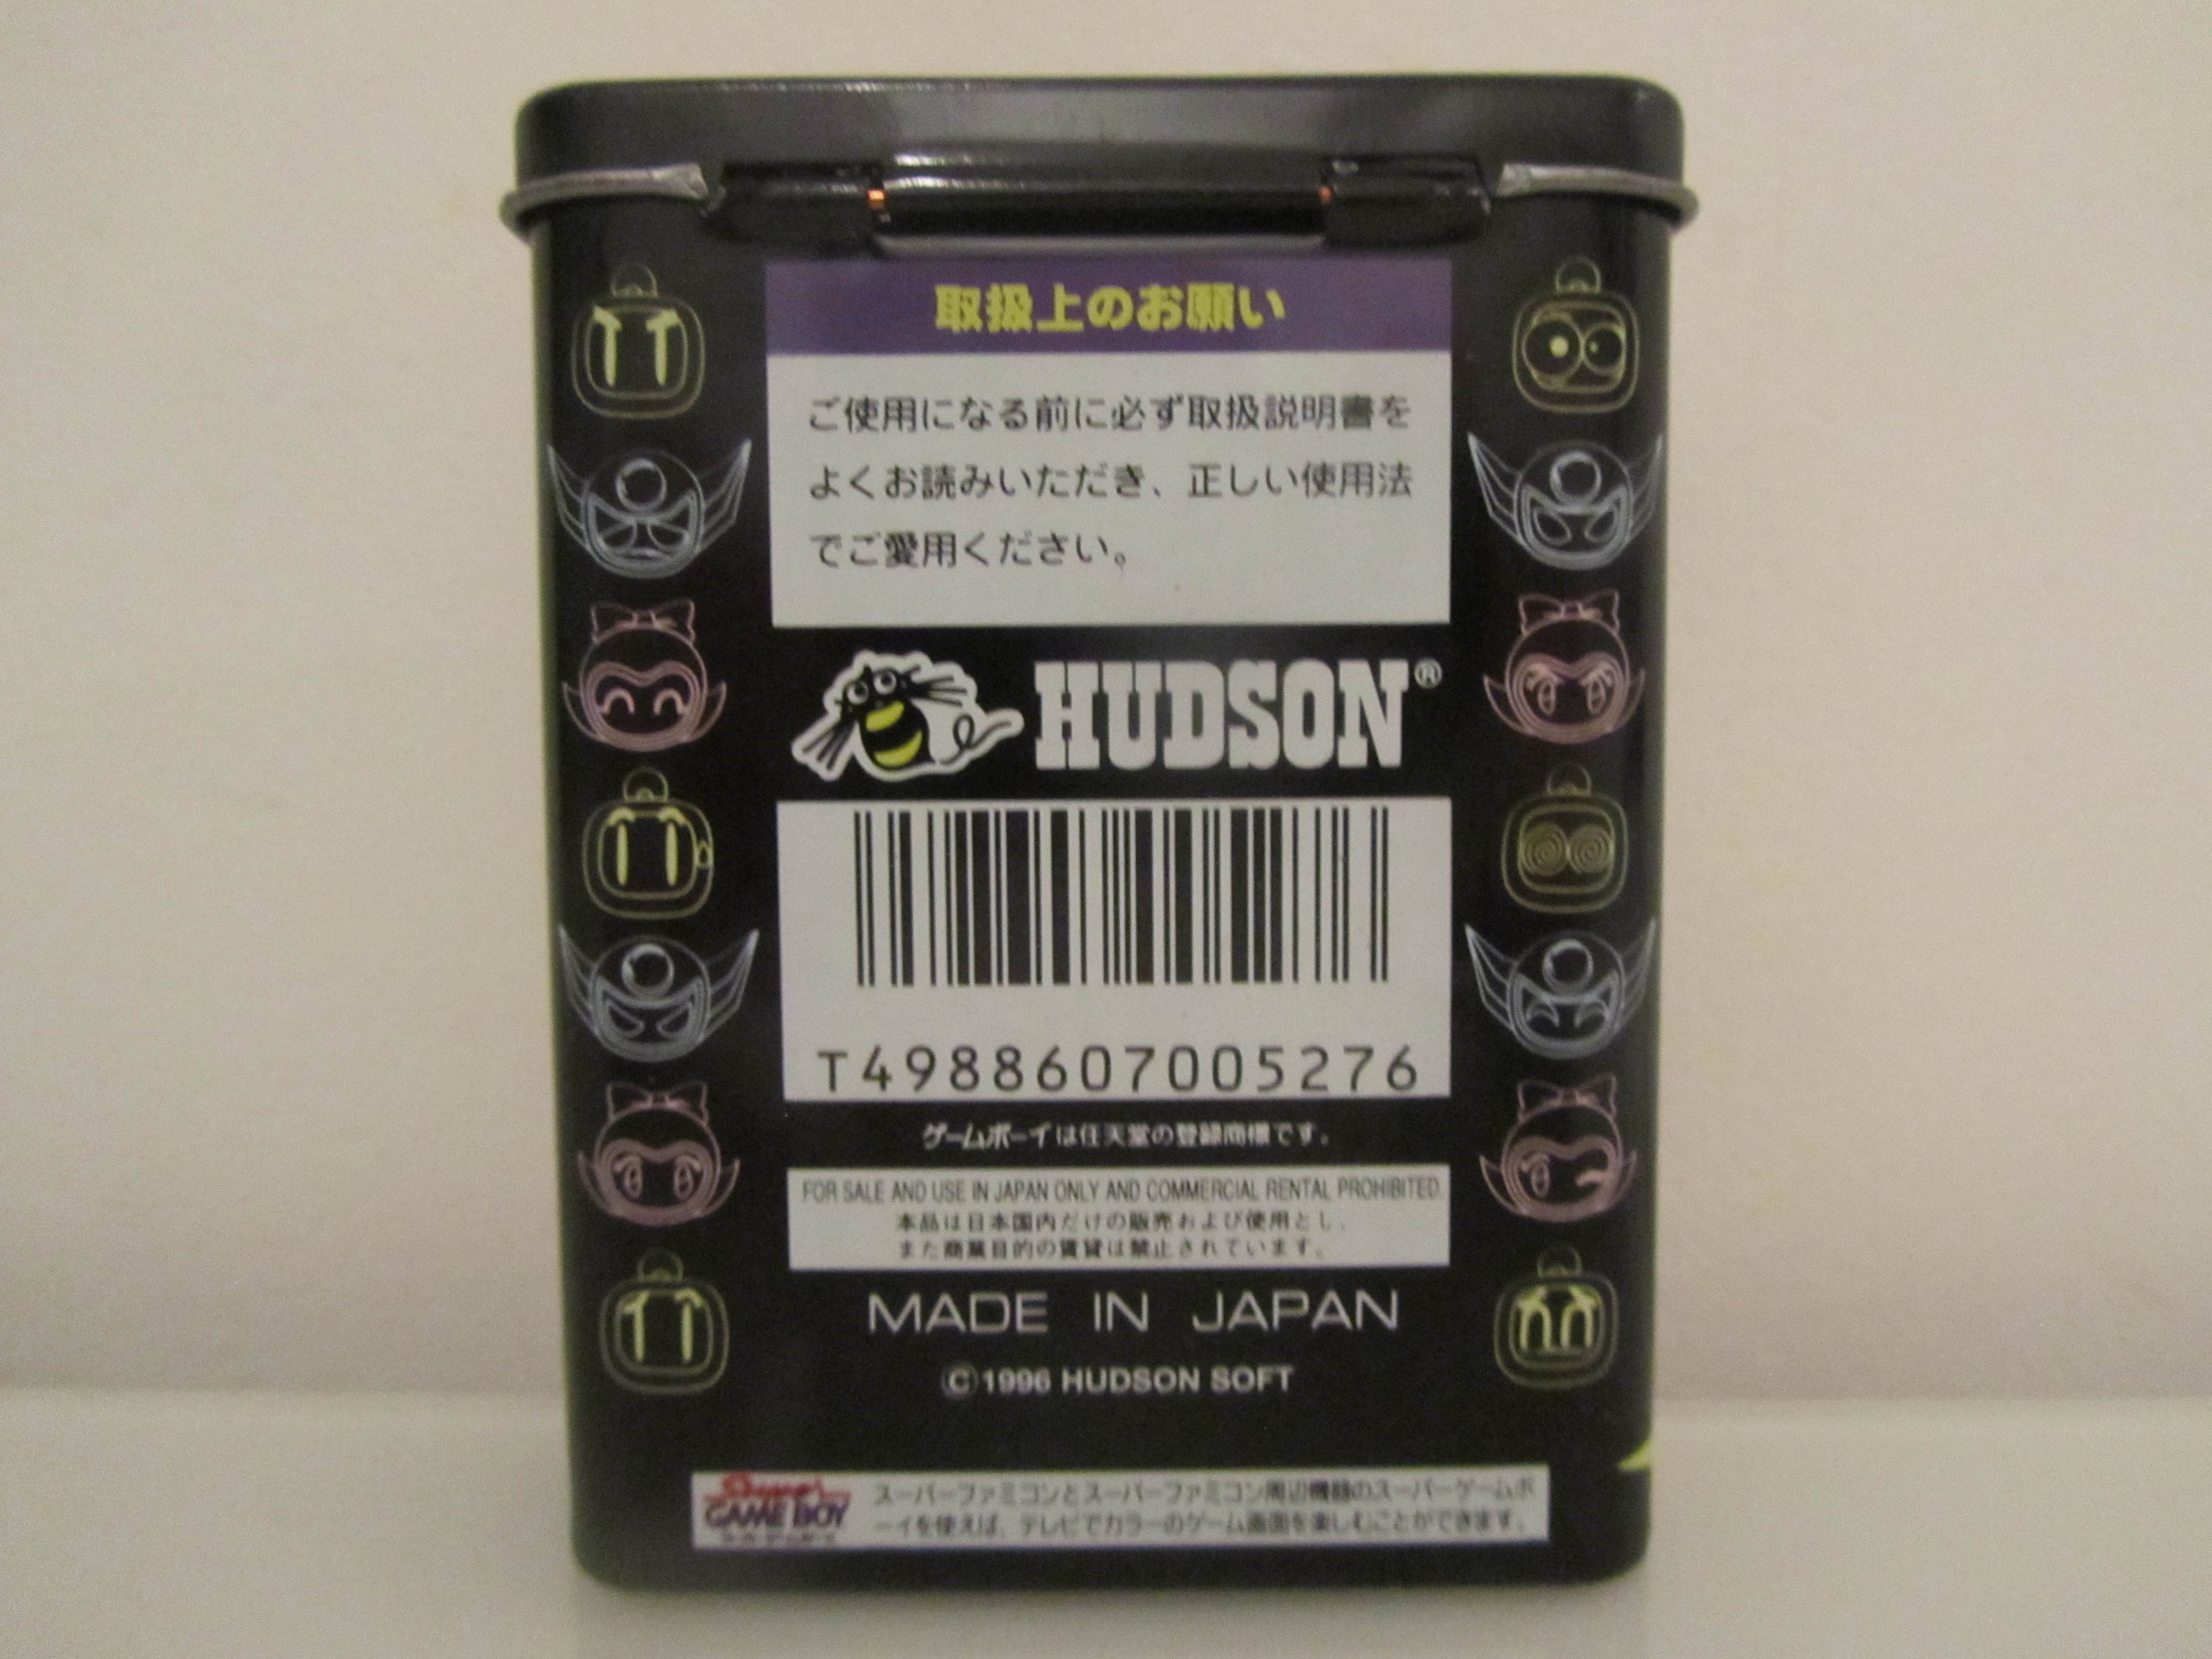 取扱上のお願い
ご使用になる前に必ず取扱説明書を
よくお読みいただき、正しい使用法
でご愛用ください。
HUDSON®
T4988607005276
ゲームボーイは任天堂の登録商標です。
FOR SALE AND USE IN JAPAN ONLY AND COMMERCIAL RENTAL PROHIBITED.
本品は日本国内だけの販売および使用とし、
また商業目的の賃貸は禁止されています。
MADE IN JAPAN
©1996 HUDSON SOFT
Super
GAME BOY
スーパーファミコンとスーパーファミコン周辺機器のスーパーゲームボ
ーイを使えば、テレビでカラーのゲーム画面を楽しむことができます。